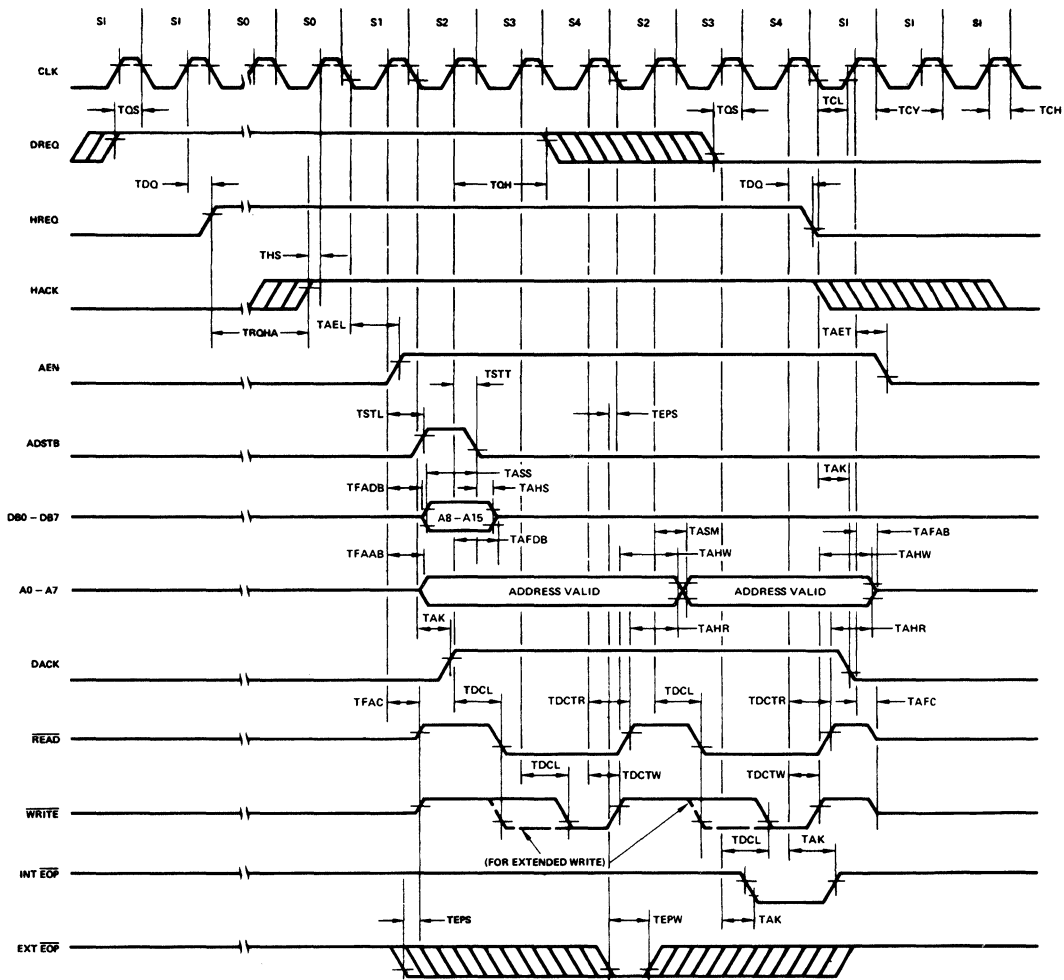 SI SI S0 S0 S1 S2 S3 S4 S2 S3 S4 SI SI SI
CLK
TQS TQS TCL TCY TCH
DREQ
TDQ TQH TDQ
HREQ
THS
HACK
TRQHA TAEL TAET
AEN
TSTT
TSTL TEPS
ADSTB
TASS TAK
TFADB TAHS
DB0 – DB7 A8 – A15
TASM TAFAB
TAFDB
TFAAB TAHW TAHW
A0 – A7 ADDRESS VALID ADDRESS VALID
TAK TAHR TAHR
DACK
TDCL TDCTR TDCL TDCTR
TFAC TAFC
READ
TDCL TDCTW TDCTW
WRITE
(FOR EXTENDED WRITE) TDCL TAK
INT EOP
TEPS TEPW TAK
EXT EOP